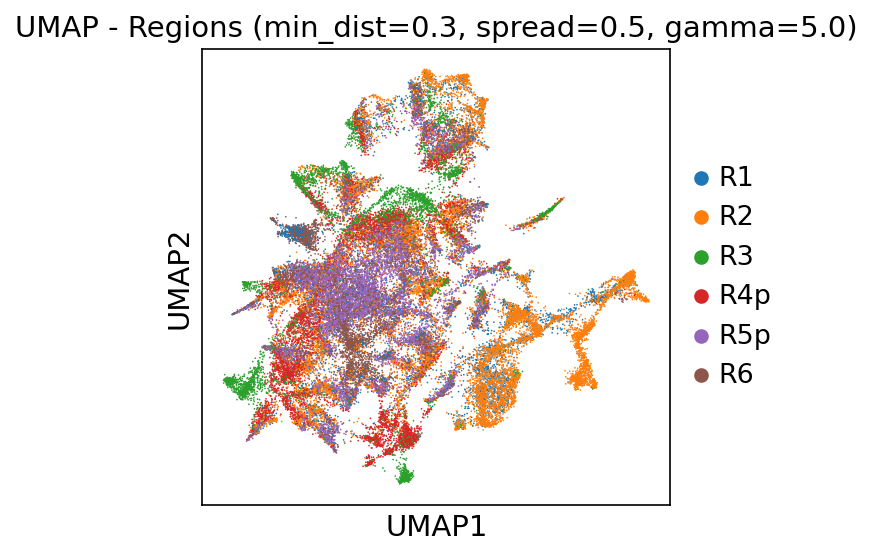 UMAP - Regions (min_dist=0.3, spread=0.5, gamma=5.0)
UMAP2
R1
R2
R3
R4p
R5p
R6
UMAP1